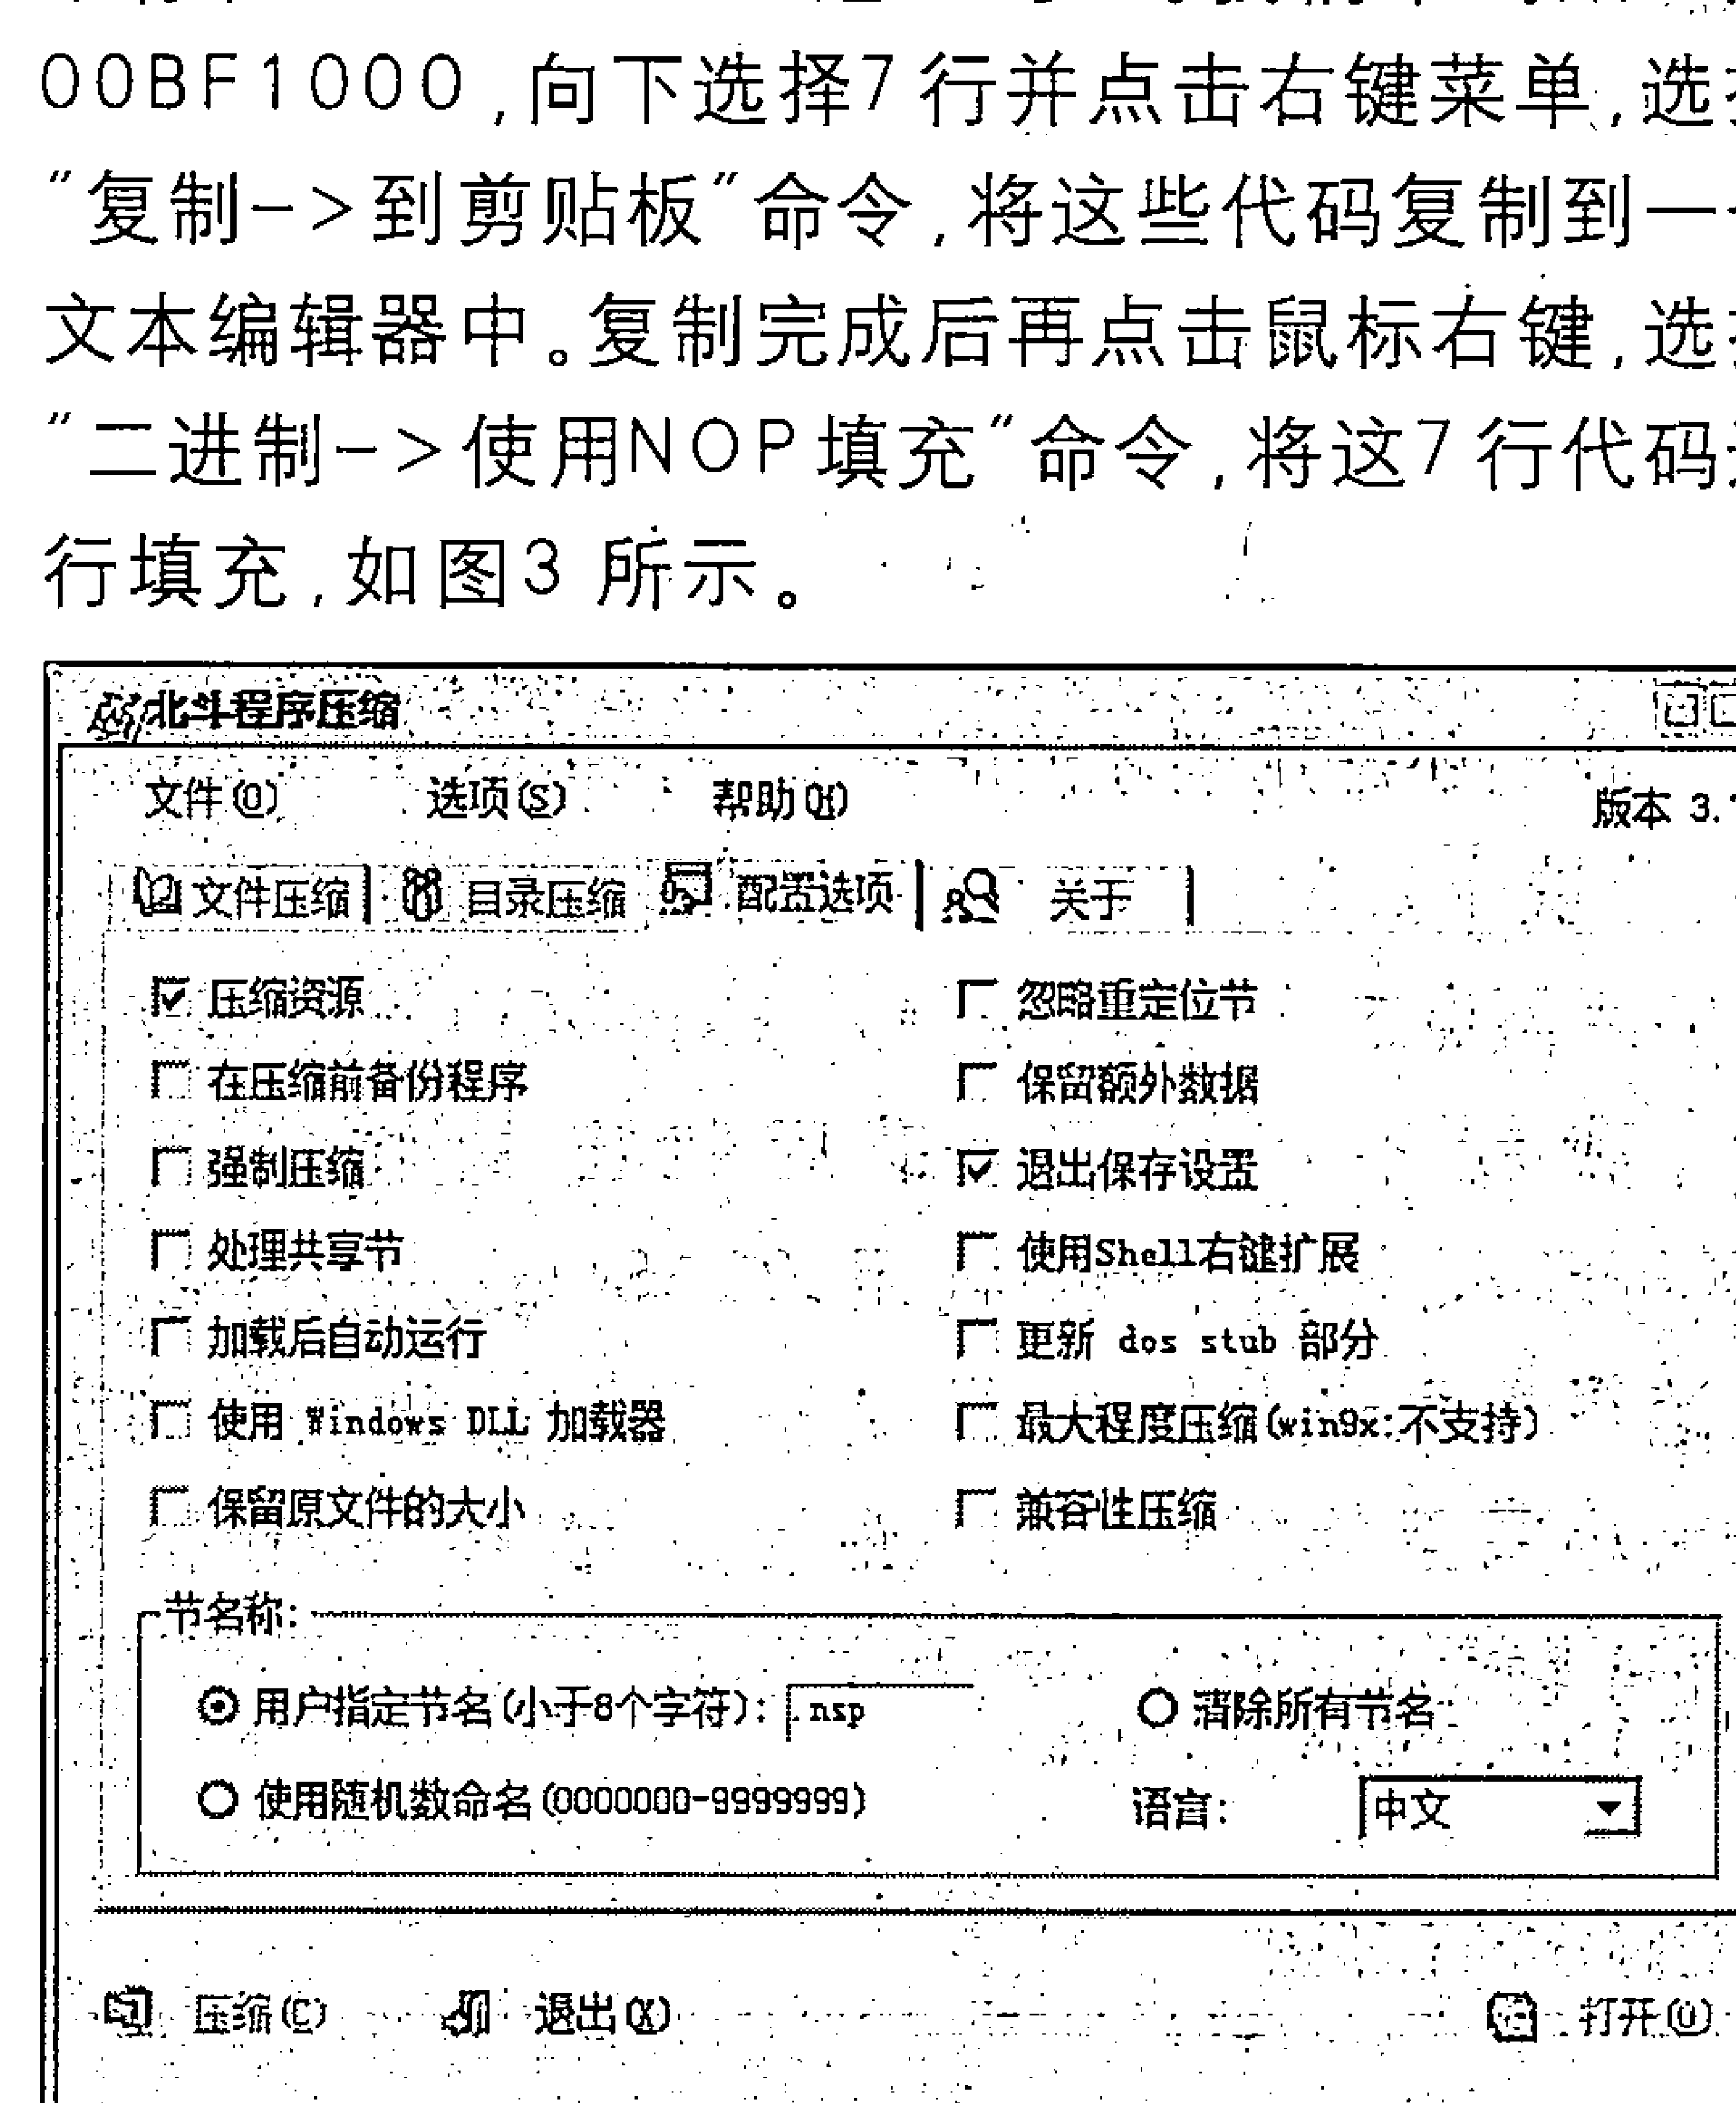 00BF1000,向下选择7行并点击右键菜单,选
“复制->到剪贴板”命令,将这些代码复制到一
文本编辑器中。复制完成后再点击鼠标右键,选
“二进制->使用NOP填充”命令,将这7行代码
行填充,如图3所示。
北斗程序压缩
文件(O) 选项(S) 帮助(H) 版本 3.
文件压缩 目录压缩 配置选项 关于
压缩资源 忽略重定位节
在压缩前备份程序 保留额外数据
强制压缩 退出保存设置
处理共享节 使用Shell右键扩展
加载后自动运行 更新 dos stub 部分
使用 Windows DLL 加载器 最大程度压缩(win9x:不支持)
保留原文件的大小 兼容性压缩
节名称:
用户指定节名(小于8个字符): .nsp 清除所有节名
使用随机数命名(0000000-9999999) 语言: 中文
压缩(C) 退出(X) 打开(O)